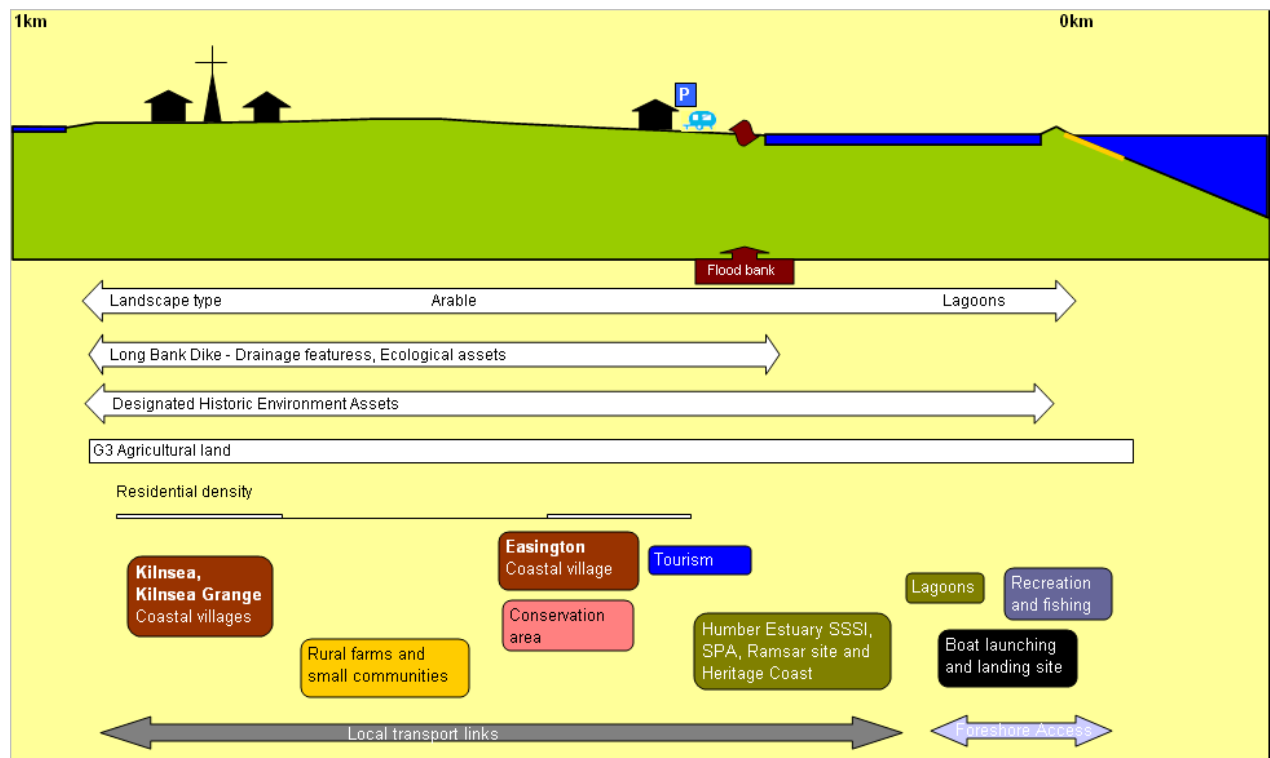 1km
0km
P
Flood bank
Landscape type Arable Lagoons
Long Bank Dike - Drainage featuress, Ecological assets
Designated Historic Environment Assets
G3 Agricultural land
Residential density
Kilnsea,
Kilnsea Grange
Coastal villages
Rural farms and
small communities
Easington
Coastal village
Conservation
area
Tourism
Humber Estuary SSSI,
SPA, Ramsar site and
Heritage Coast
Lagoons
Recreation
and fishing
Boat launching
and landing site
Local transport links
Foreshore Access